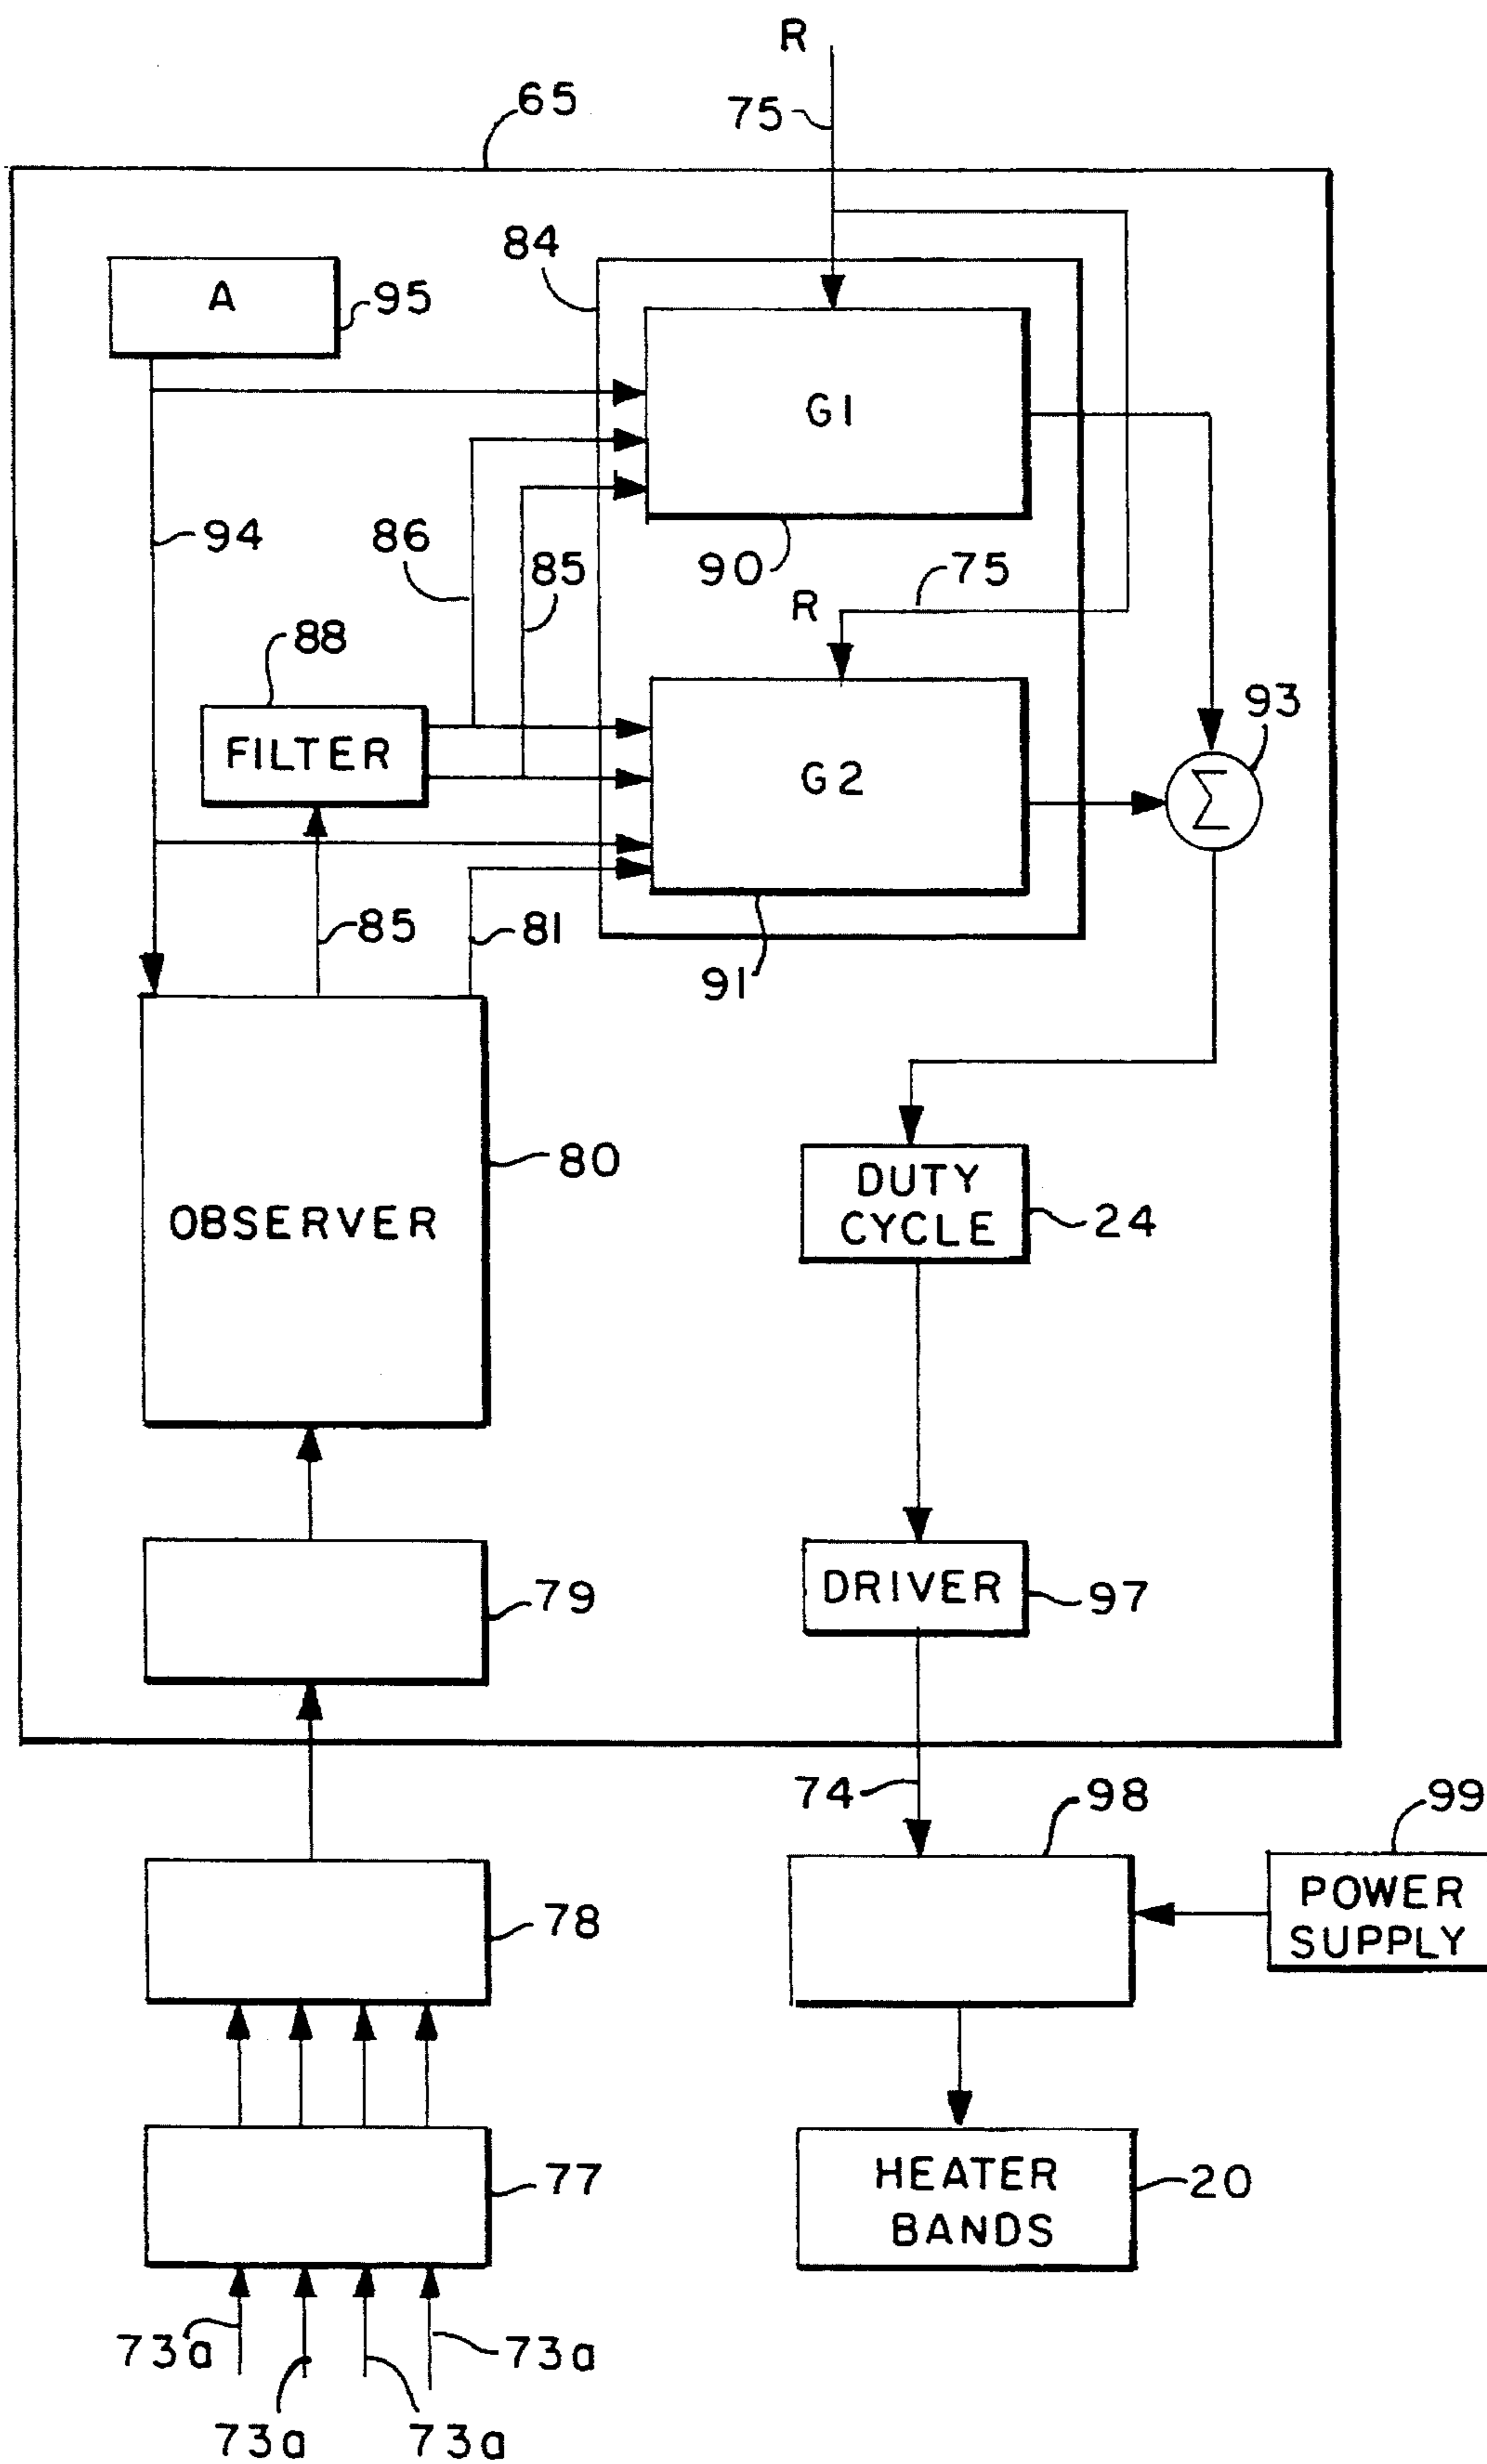 R
75
65
84
A
95
G1
94
86
85
90
75
R
88
93
FILTER
G2
85
81
91
80
OBSERVER
DUTY
CYCLE
24
79
DRIVER
97
74
98
99
POWER
SUPPLY
78
77
HEATER
BANDS
20
73a
73a
73a
73a
Σ